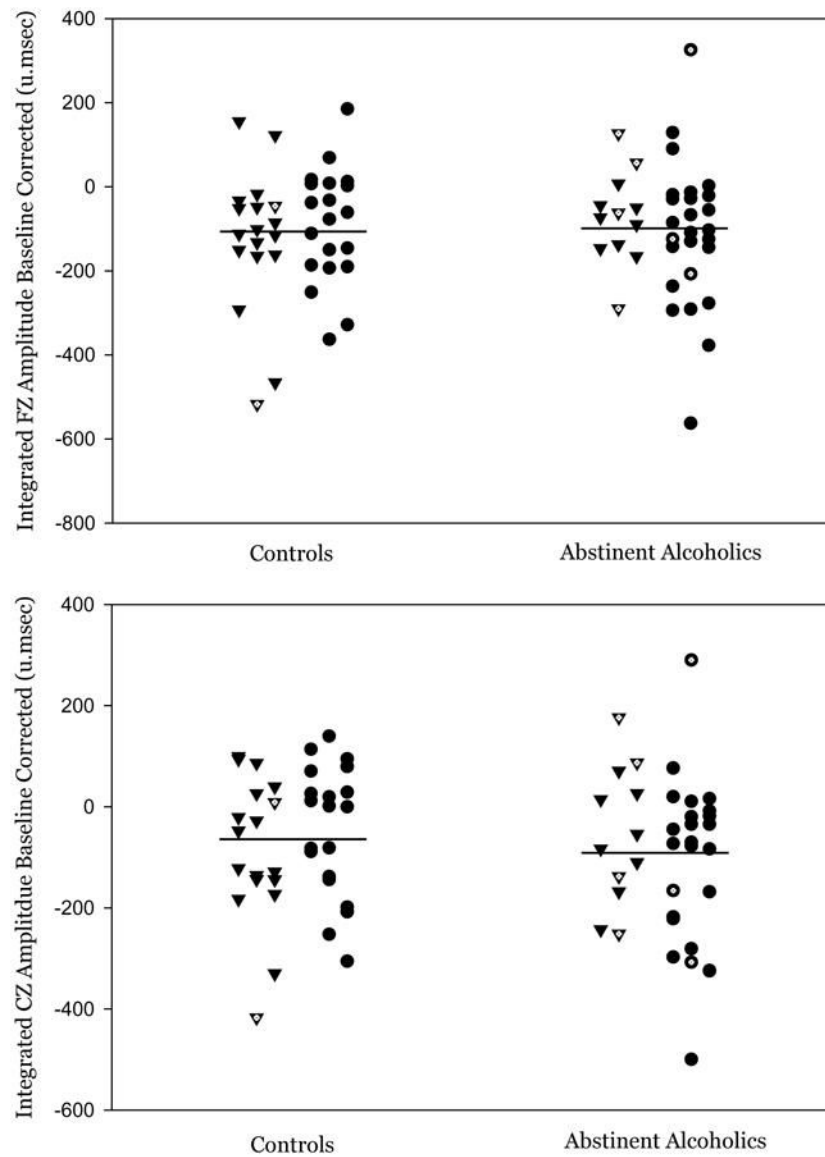 Integrated FZ Amplitude Baseline Corrected (u.msec)
400
200
0
-200
-400
-600
-800
Controls
Abstinent Alcoholics
Integrated CZ Amplitdue Baseline Corrected (u.msec)
400
200
0
-200
-400
-600
Controls
Abstinent Alcoholics